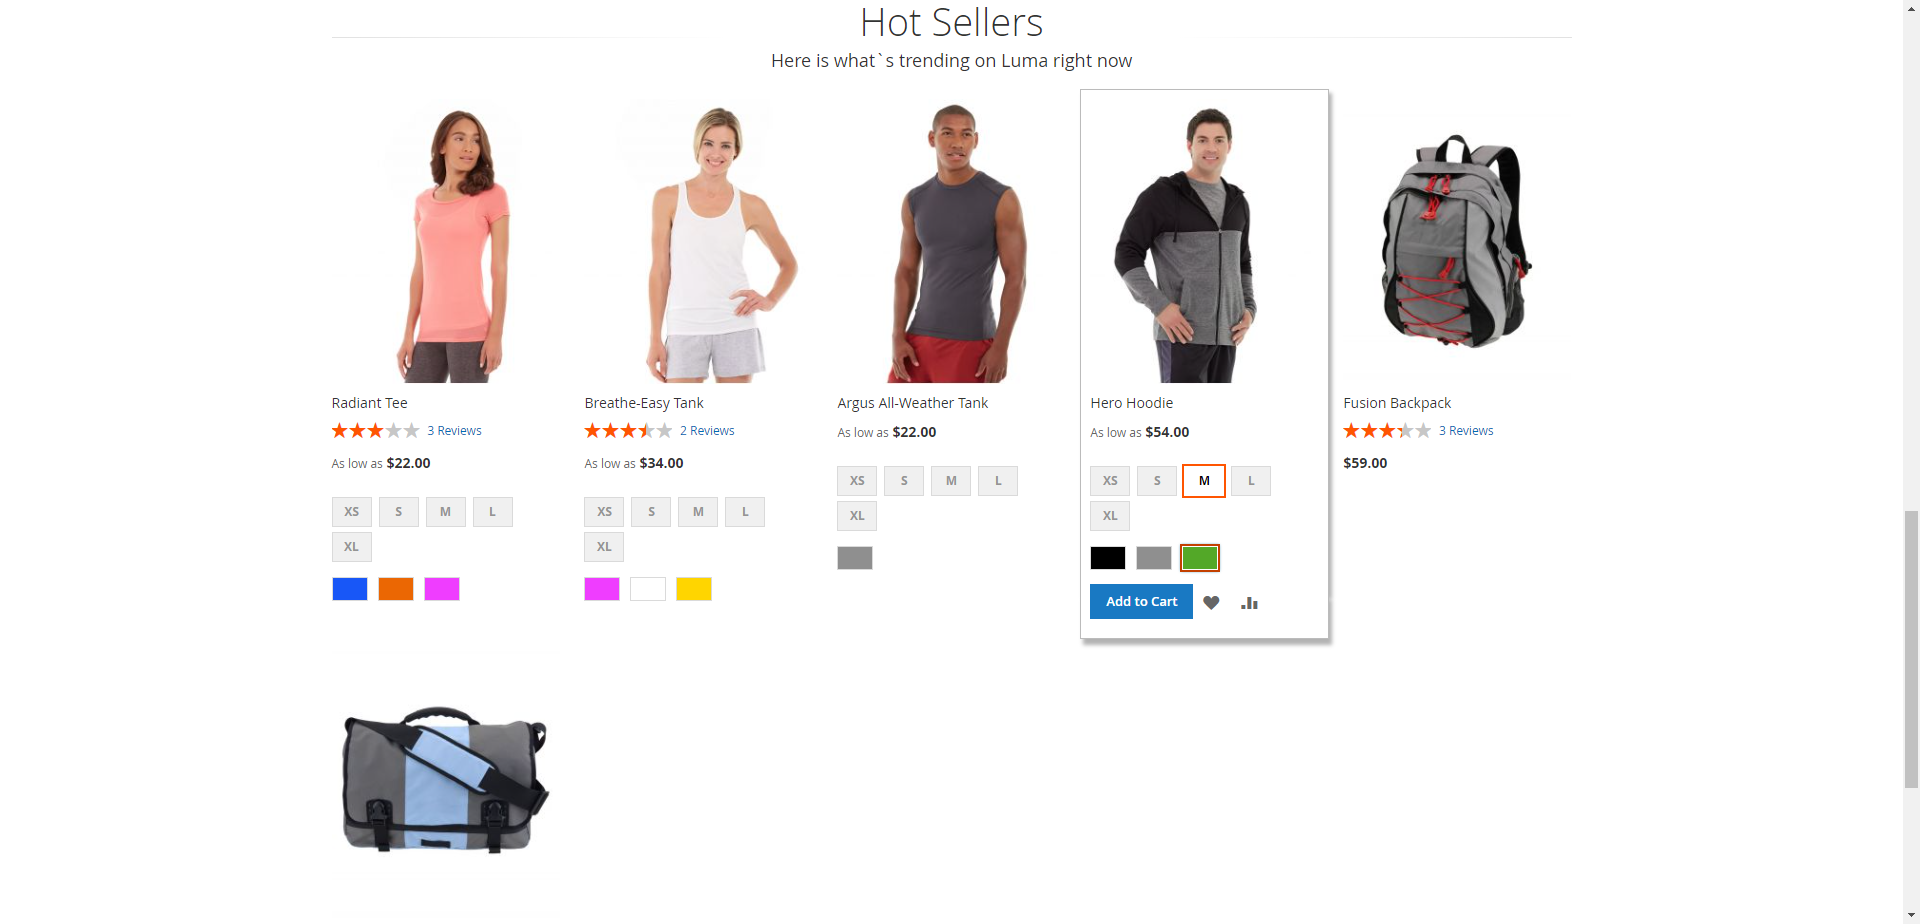 Hot Sellers
Here is what`s trending on Luma right now
Radiant Tee
3 Reviews
As low as $22.00
XS S M L
XL
Breathe-Easy Tank
2 Reviews
As low as $34.00
XS S M L
XL
Argus All-Weather Tank
As low as $22.00
XS S M L
XL
Hero Hoodie
As low as $54.00
XS S M L
XL
Add to Cart
Fusion Backpack
3 Reviews
$59.00